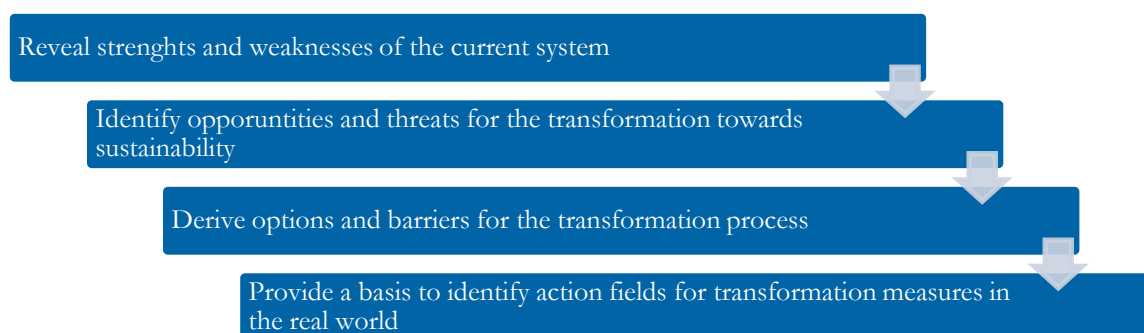 Reveal strenghts and weaknesses of the current system
Identify opporuntities and threats for the transformation towards
sustainability
Derive options and barriers for the transformation process
Provide a basis to identify action fields for transformation measures in
the real world